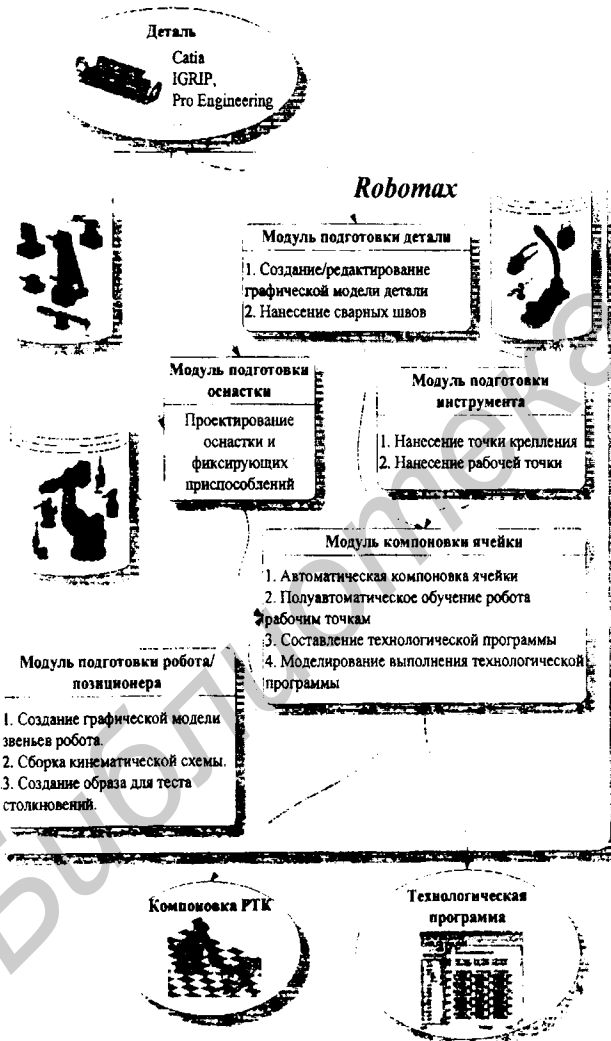 Деталь
Catia
IGRIP,
Pro Engineering
Robomax
Модуль подготовки детали
1. Создание/редактирование
графической модели детали
2. Нанесение сварных швов
Модуль подготовки
оснастки
Проектирование
оснастки и
фиксирующих
приспособлений
Модуль подготовки
инструмента
1. Нанесение точки крепления
2. Нанесение рабочей точки
Модуль компоновки ячейки
1. Автоматическая компоновка ячейки
2. Полуавтоматическое обучение робота
рабочим точкам
3. Составление технологической программы
4. Моделирование выполнения технологической
программы
Модуль подготовки робота/
позиционера
1. Создание графической модели
звеньев робота.
2. Сборка кинематической схемы.
3. Создание образа для теста
столкновений.
Компоновка РТК
Технологическая
программа
Библиотека